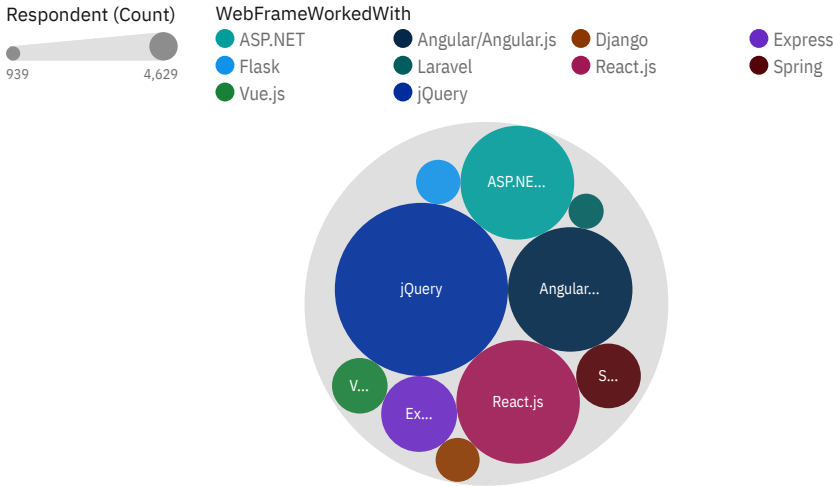 Respondent (Count)
939
4,629
WebFrameWorkedWith
ASP.NET
Angular/Angular.js
Django
Express
Flask
Laravel
React.js
Spring
Vue.js
jQuery
ASP.NE...
jQuery
Angular...
V...
Ex...
React.js
S...